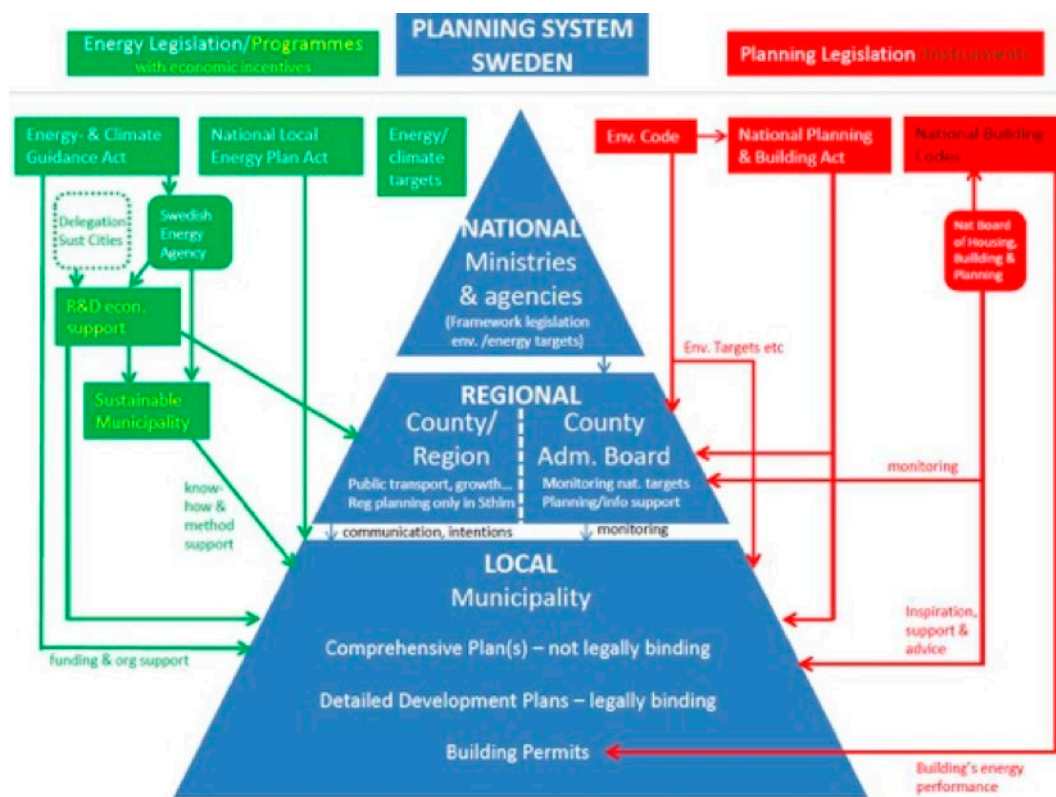 PLANNING SYSTEM
SWEDEN
Energy Legislation/Programmes
with economic incentives
Planning Legislation Instruments
Energy- & Climate
Guidance Act
National Local
Energy Plan Act
Energy/
climate
targets
Env. Code
National Planning
& Building Act
National Building
Codes
Delegation
Sust Cities
Swedish
Energy
Agency
Nat Board
of Housing,
Buillding &
Planning
R&D econ.
support
Sustainable
Municipality
NATIONAL
Ministries
& agencies
(Framework legislation
env. /energy targets)
Env. Targets etc
REGIONAL
County/
Region
Public transport, growth...
Reg planning only in Sthlm
County
Adm. Board
Monitoring nat. targets
Planning/info support
monitoring
know-
how &
method
support
communication, intentions
monitoring
LOCAL
Municipality
Comprehensive Plan(s) – not legally binding
Detailed Development Plans – legally binding
Building Permits
funding & org support
Inspiration,
support &
advice
Building's energy
performance